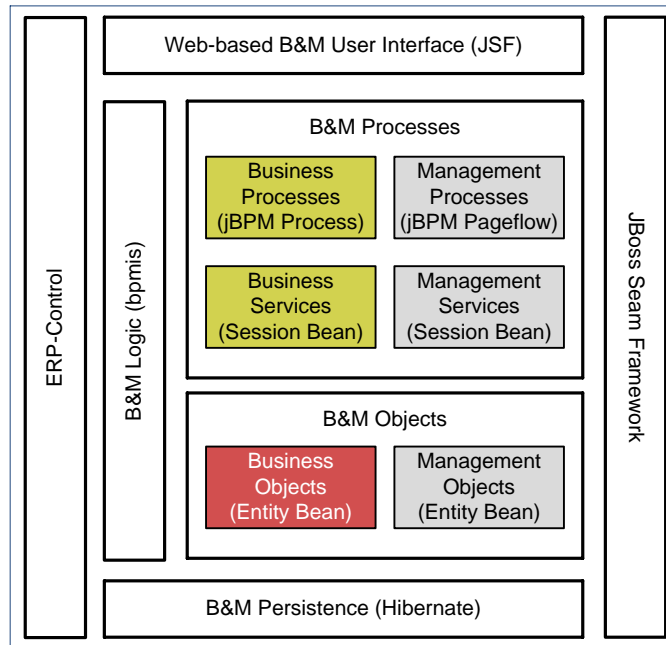 Web-based B&M User Interface (JSF)
ERP-Control
B&M Logic (bpmis)
B&M Processes
Business
Processes
(jBPM Process)
Management
Processes
(jBPM Pageflow)
Business
Services
(Session Bean)
Management
Services
(Session Bean)
B&M Objects
Business
Objects
(Entity Bean)
Management
Objects
(Entity Bean)
B&M Persistence (Hibernate)
JBoss Seam Framework